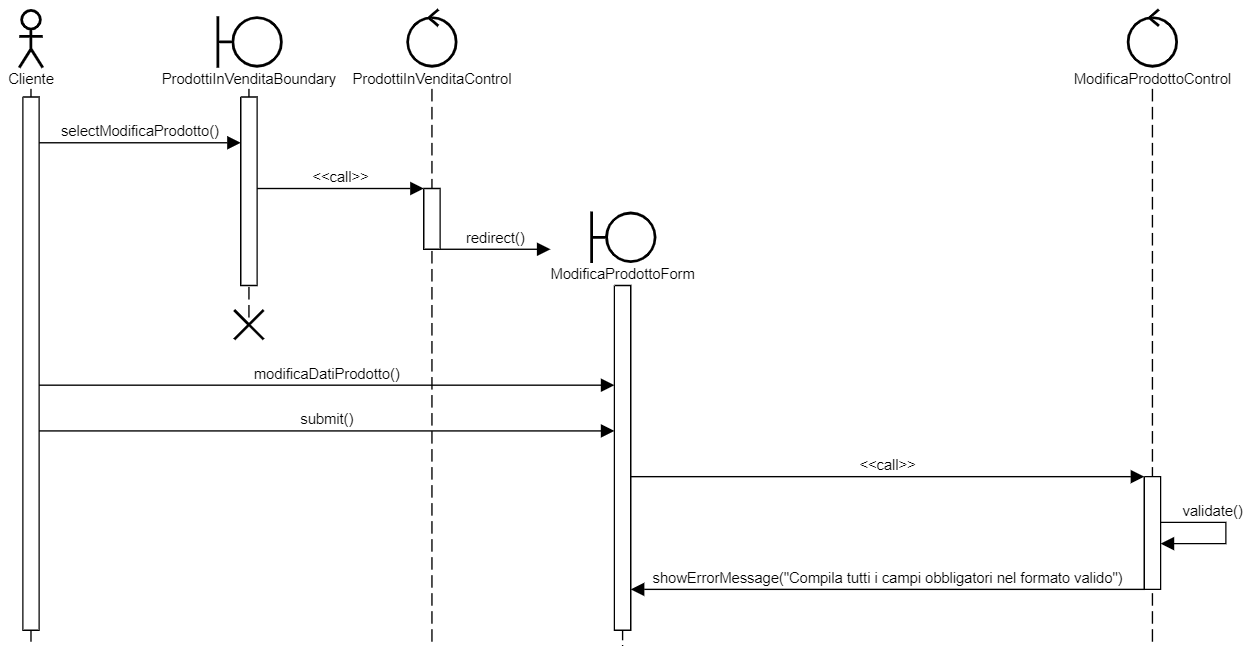 Cliente
ProdottiInVenditaBoundary
ProdottiInVenditaControl
ModificaProdottoControl
selectModificaProdotto()
<<call>>
redirect()
ModificaProdottoForm
modificaDatiProdotto()
submit()
<<call>>
validate()
showErrorMessage("Compila tutti i campi obbligatori nel formato valido")